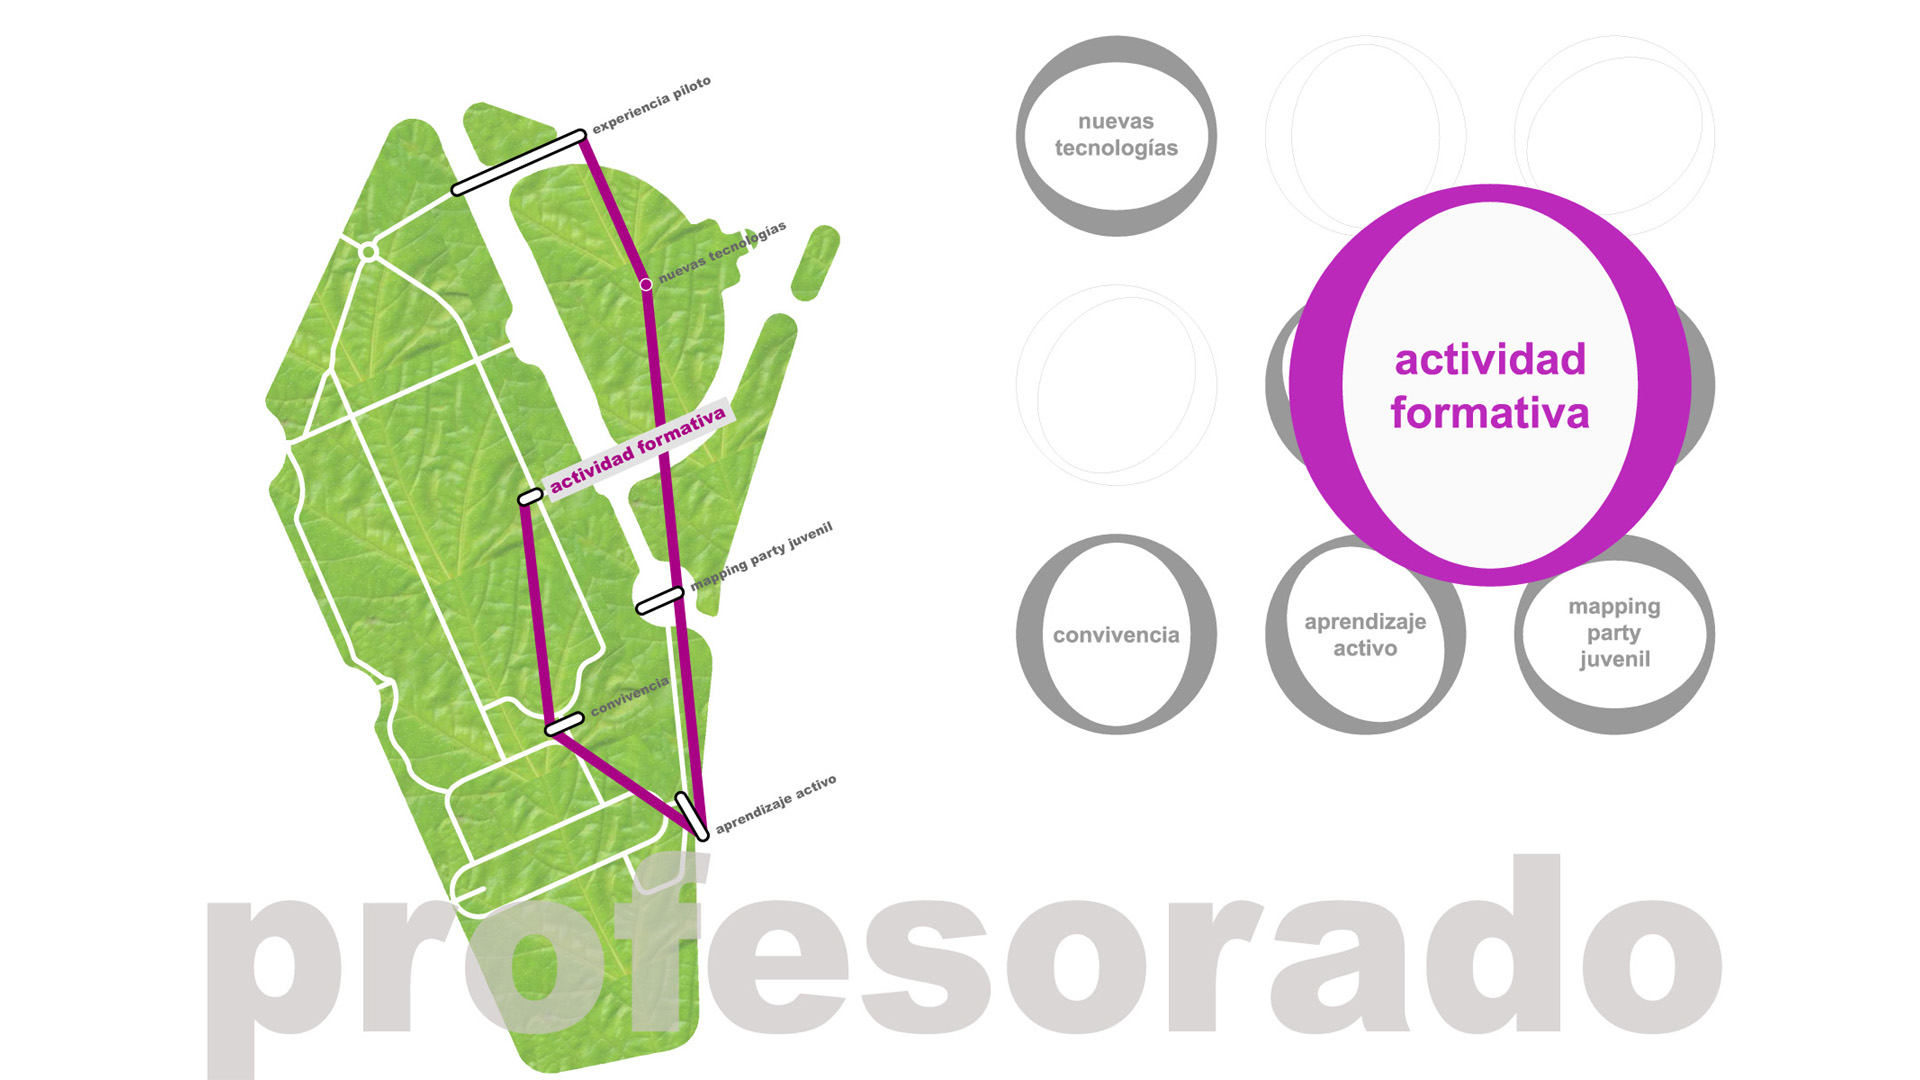 experiencia piloto
nuevas tecnologías
actividad formativa
mapping party juvenil
convivencia
aprendizaje activo
nuevas
tecnologías
actividad
formativa
convivencia
aprendizaje
activo
mapping
party
juvenil
profesorado